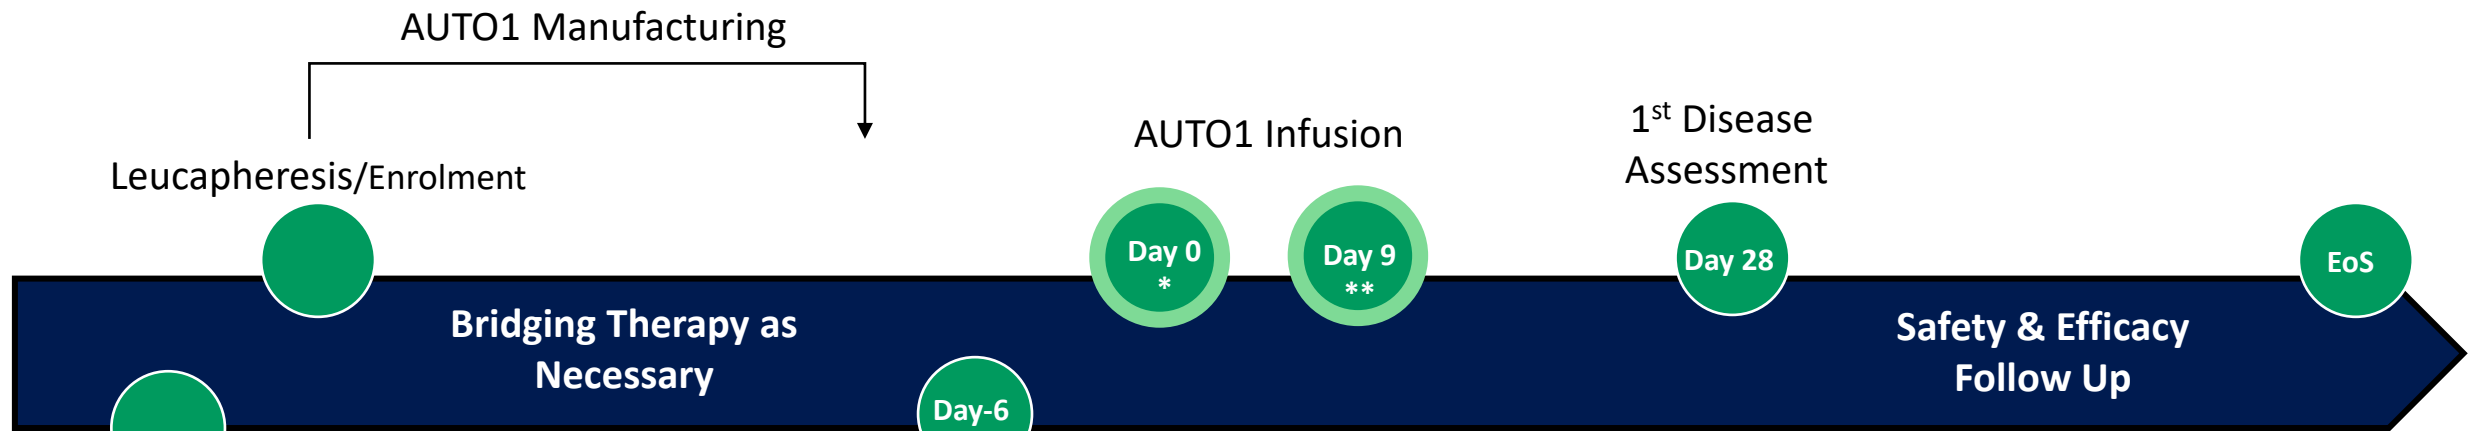 AUTO1 Manufacturing
Leucapheresis/Enrolment
AUTO1 Infusion
1st Disease
Assessment
Day 0
*
Day 9
**
Day 28
EoS
Bridging Therapy as
Necessary
Day-6
Safety & Efficacy
Follow Up